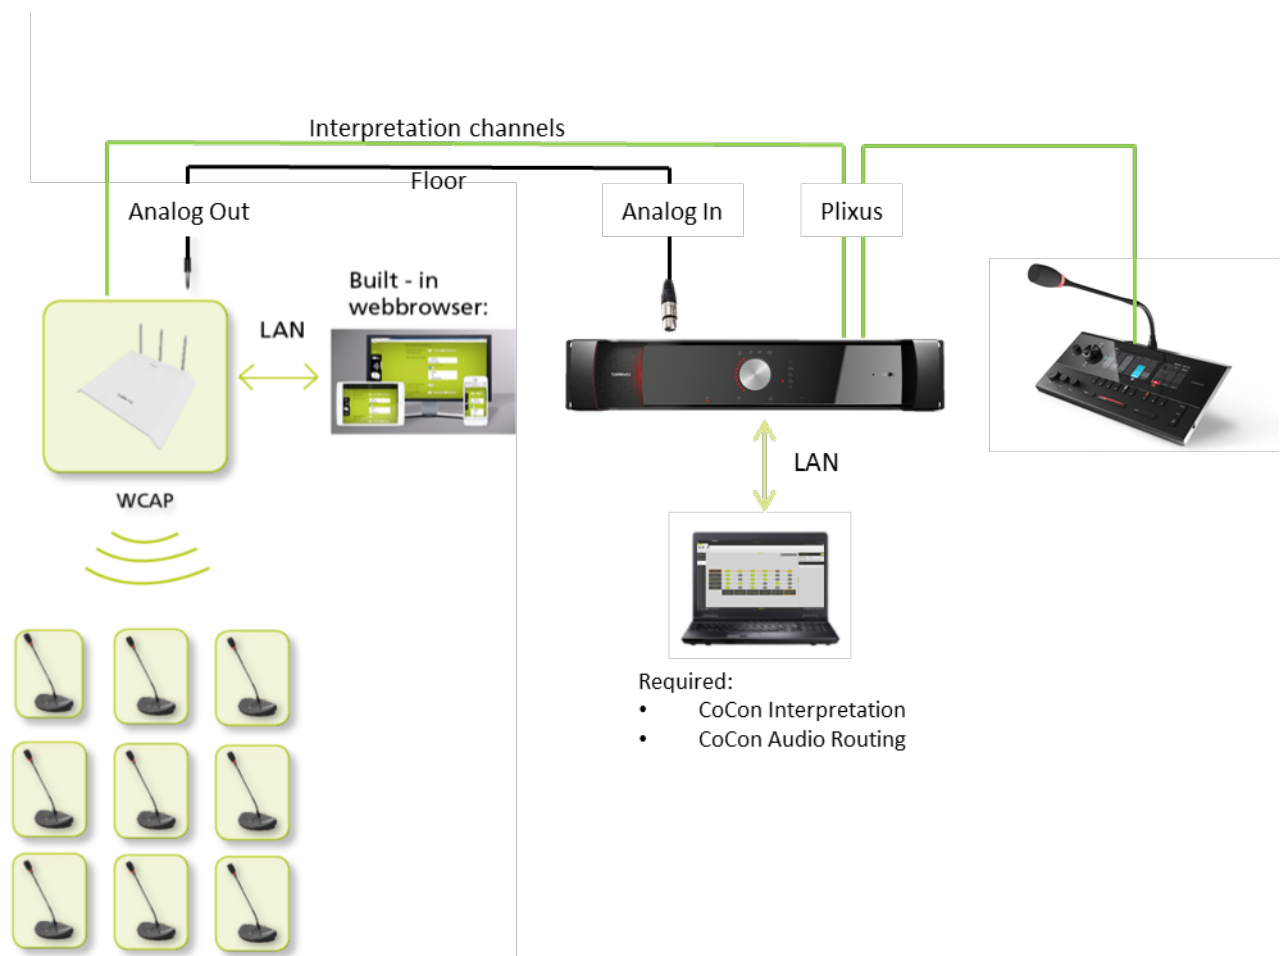 Interpretation channels
Floor
Analog Out
Analog In
Plixus
Built - in
webbrowser:
LAN
WCAP
LAN
Required:
• CoCon Interpretation
• CoCon Audio Routing